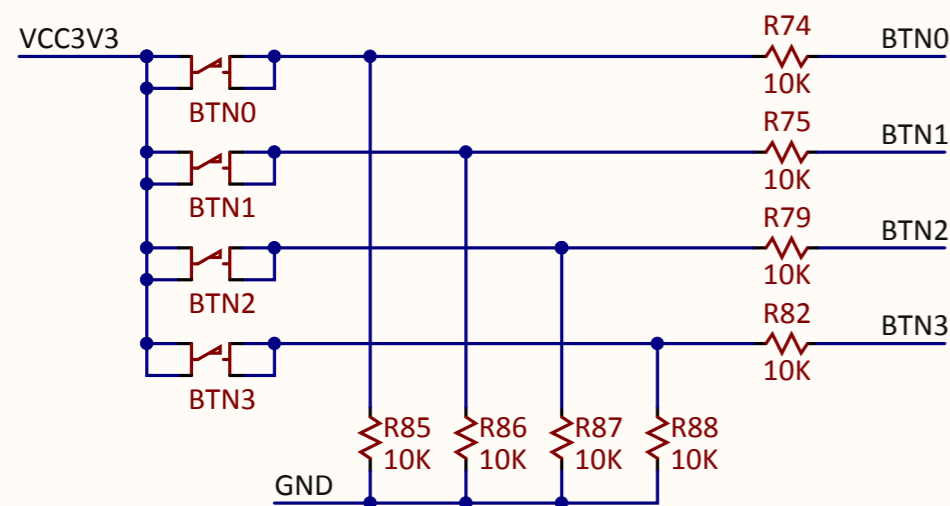 VCC3V3
R74
BTN0
10K
BTN0
R75
BTN1
10K
BTN1
R79
BTN2
10K
BTN2
R82
BTN3
10K
BTN3
R85 R86 R87 R88
10K 10K 10K 10K
GND